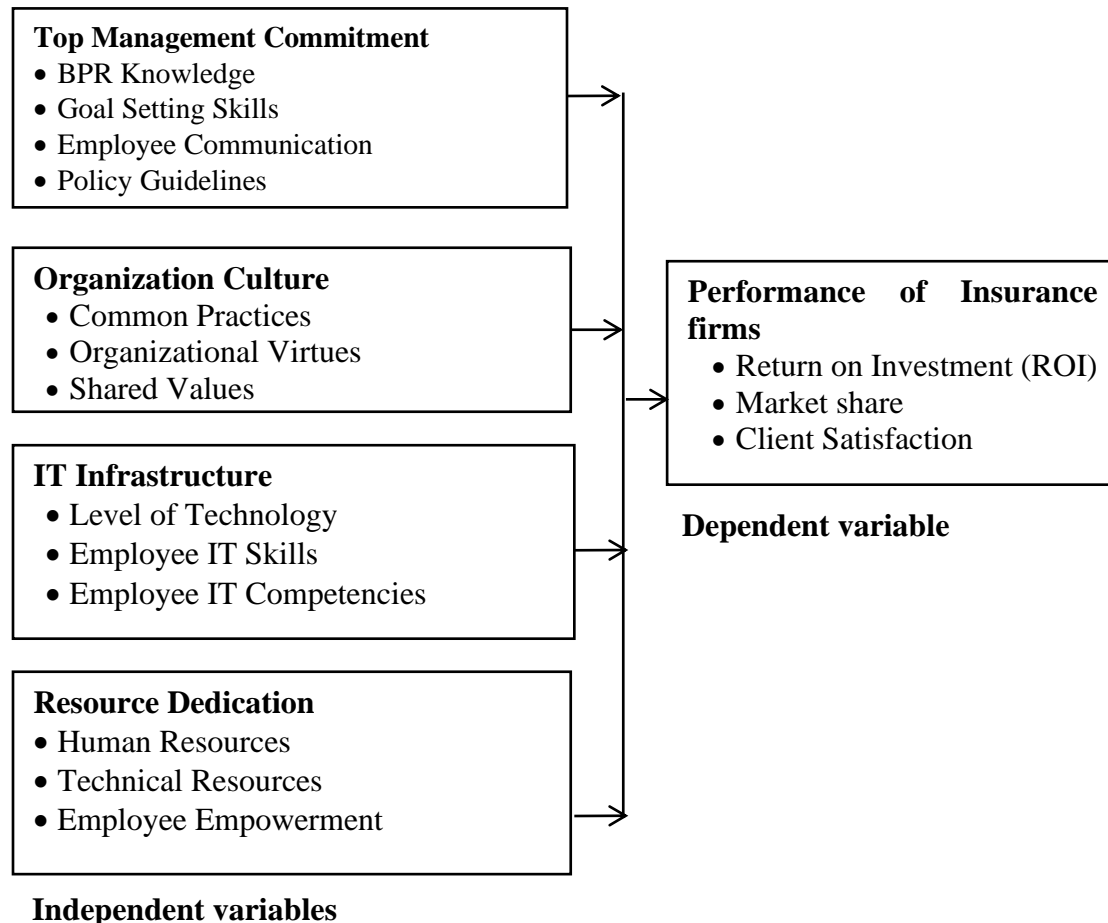 Top Management Commitment
• BPR Knowledge
• Goal Setting Skills
• Employee Communication
• Policy Guidelines
Organization Culture
• Common Practices
• Organizational Virtues
• Shared Values
IT Infrastructure
• Level of Technology
• Employee IT Skills
• Employee IT Competencies
Resource Dedication
• Human Resources
• Technical Resources
• Employee Empowerment
Independent variables
Performance of Insurance
firms
• Return on Investment (ROI)
• Market share
• Client Satisfaction
Dependent variable